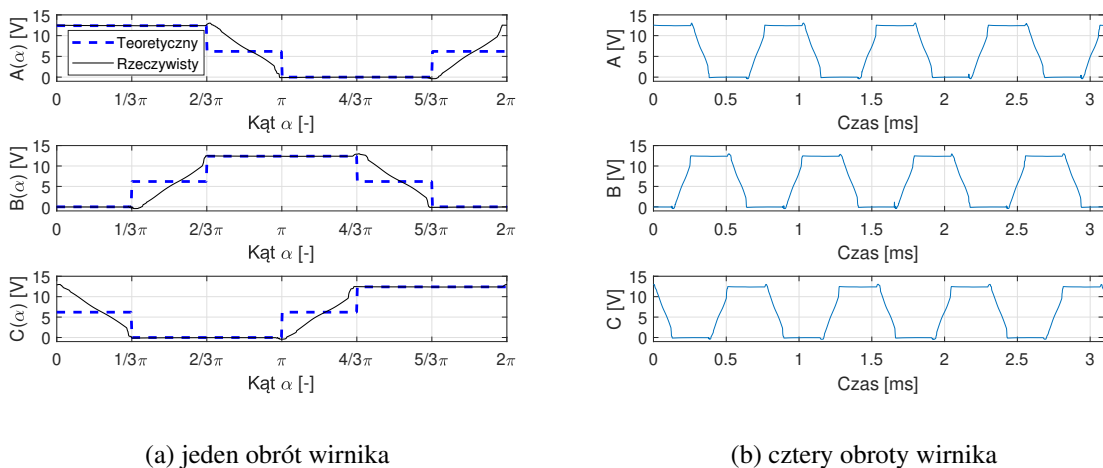 A(α) [V]
15
10
5
0
Teoretyczny
Rzeczywisty
0 1/3π 2/3π π 4/3π 5/3π 2π
Kąt α [-]
B(α) [V]
15
10
5
0
0 1/3π 2/3π π 4/3π 5/3π 2π
Kąt α [-]
C(α) [V]
15
10
5
0
0 1/3π 2/3π π 4/3π 5/3π 2π
Kąt α [-]
(a) jeden obrót wirnika
A [V]
15
10
5
0
0 0.5 1 1.5 2 2.5 3
Czas [ms]
B [V]
15
10
5
0
0 0.5 1 1.5 2 2.5 3
Czas [ms]
C [V]
15
10
5
0
0 0.5 1 1.5 2 2.5 3
Czas [ms]
(b) cztery obroty wirnika